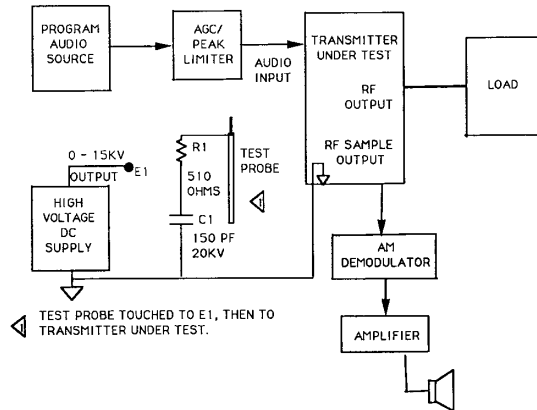 PROGRAM
AUDIO
SOURCE
AGC/
PEAK
LIMITER
AUDIO
INPUT
TRANSMITTER
UNDER TEST
RF
OUTPUT
RF SAMPLE
OUTPUT
LOAD
0 - 15KV
OUTPUT
E1
HIGH
VOLTAGE
DC
SUPPLY
R1
510
OHMS
C1
150 PF
20KV
TEST
PROBE
1
AM
DEMODULATOR
AMPLIFIER
1 TEST PROBE TOUCHED TO E1, THEN TO
TRANSMITTER UNDER TEST.